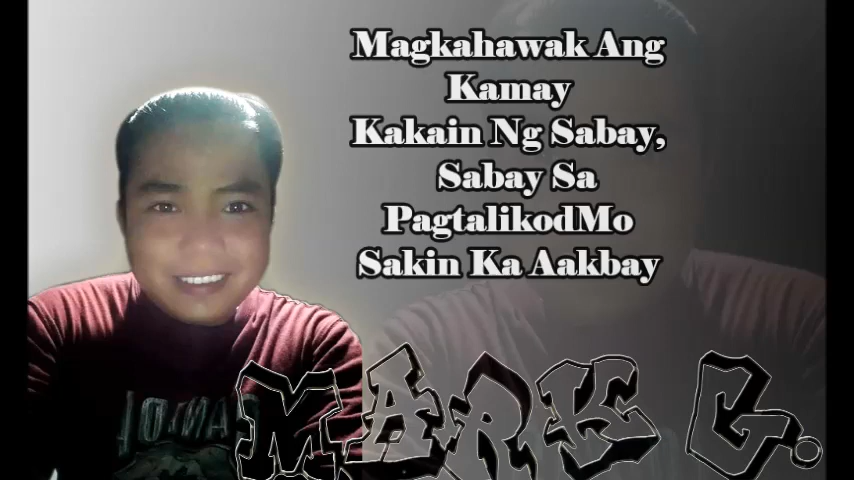 Magkahawak Ang
Kamay
Kakain Ng Sabay,
Sabay Sa
PagtalikodMo
Sakin Ka Aakbay
MARK G.